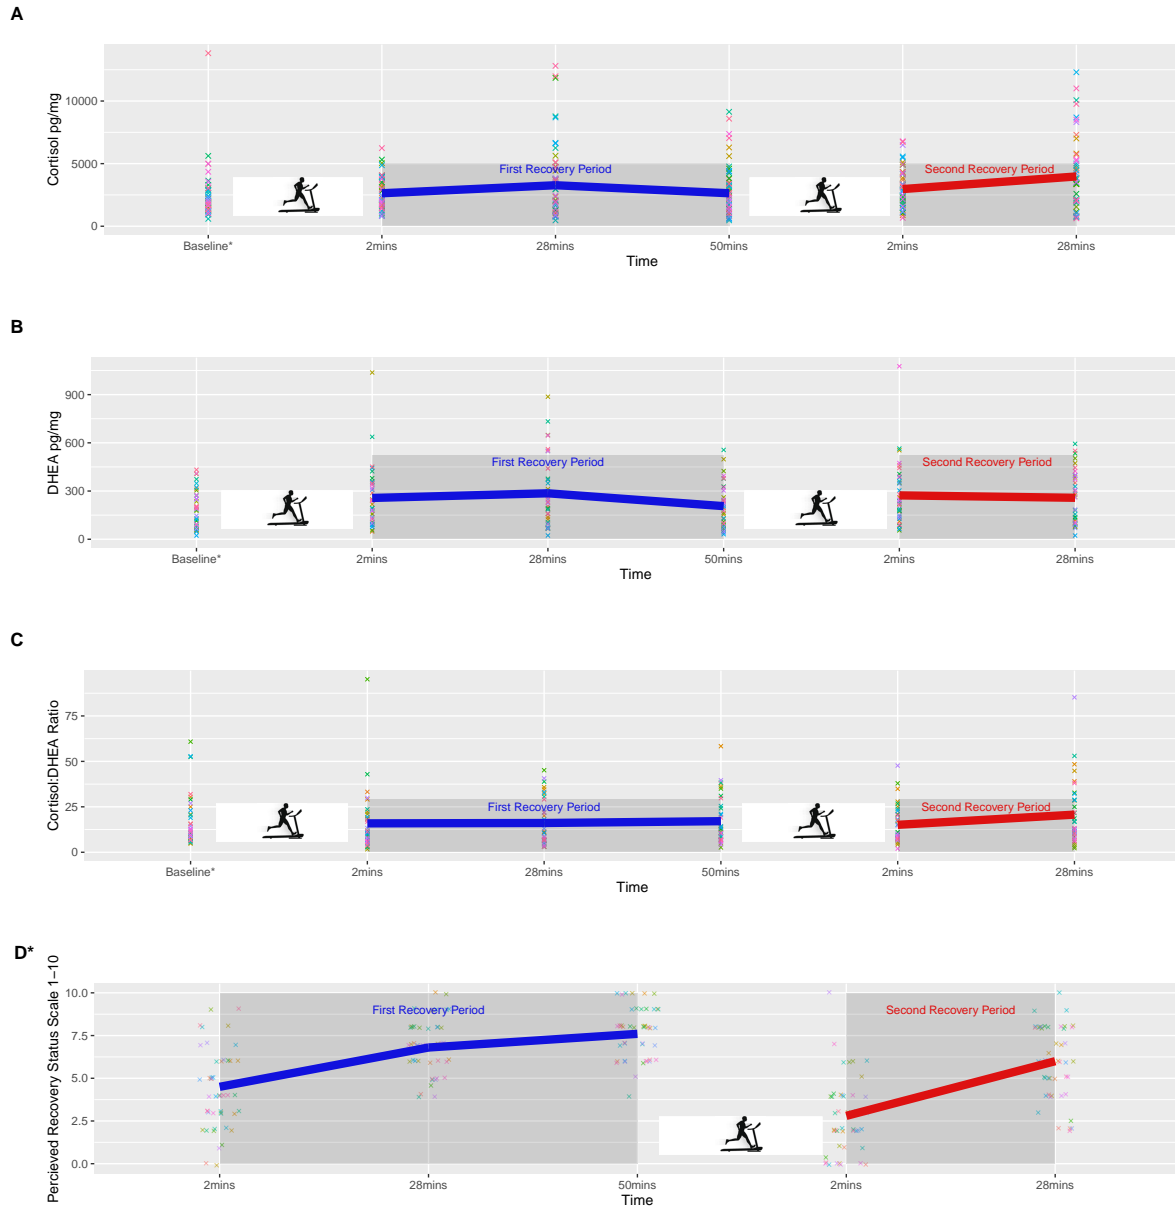 A
Cortisol pg/mg
10000
5000
0
First Recovery Period
Second Recovery Period
Baseline*
2mins
28mins
50mins
2mins
28mins
Time
B
DHEA pg/mg
900
600
300
0
First Recovery Period
Second Recovery Period
Baseline*
2mins
28mins
50mins
2mins
28mins
Time
C
Cortisol:DHEA Ratio
75
50
25
0
First Recovery Period
Second Recovery Period
Baseline*
2mins
28mins
50mins
2mins
28mins
Time
D*
Percieved Recovery Status Scale 1−10
10.0
7.5
5.0
2.5
0.0
First Recovery Period
Second Recovery Period
2mins
28mins
50mins
2mins
28mins
Time